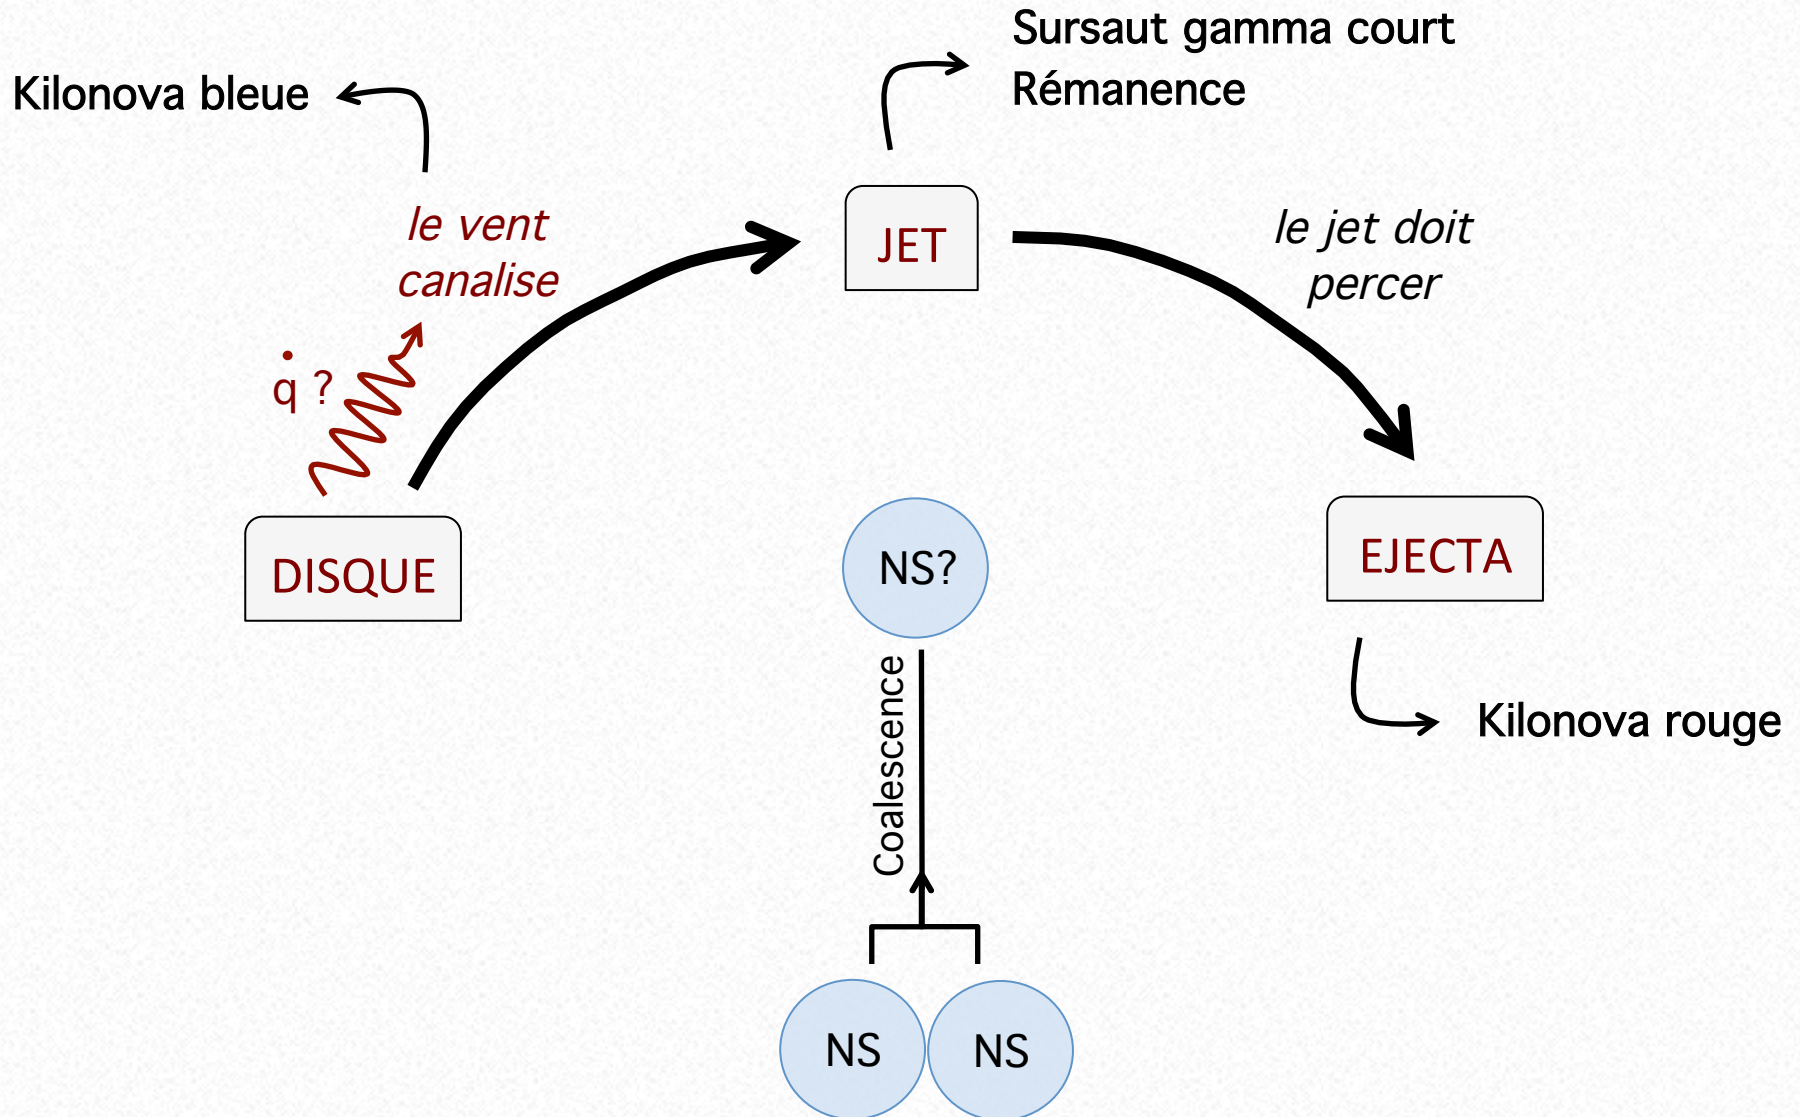 Sursaut gamma court
Rémanence
Kilonova bleue
le vent
canalise
JET
le jet doit
percer
q̇ ?
DISQUE
NS?
EJECTA
Coalescence
Kilonova rouge
NS
NS